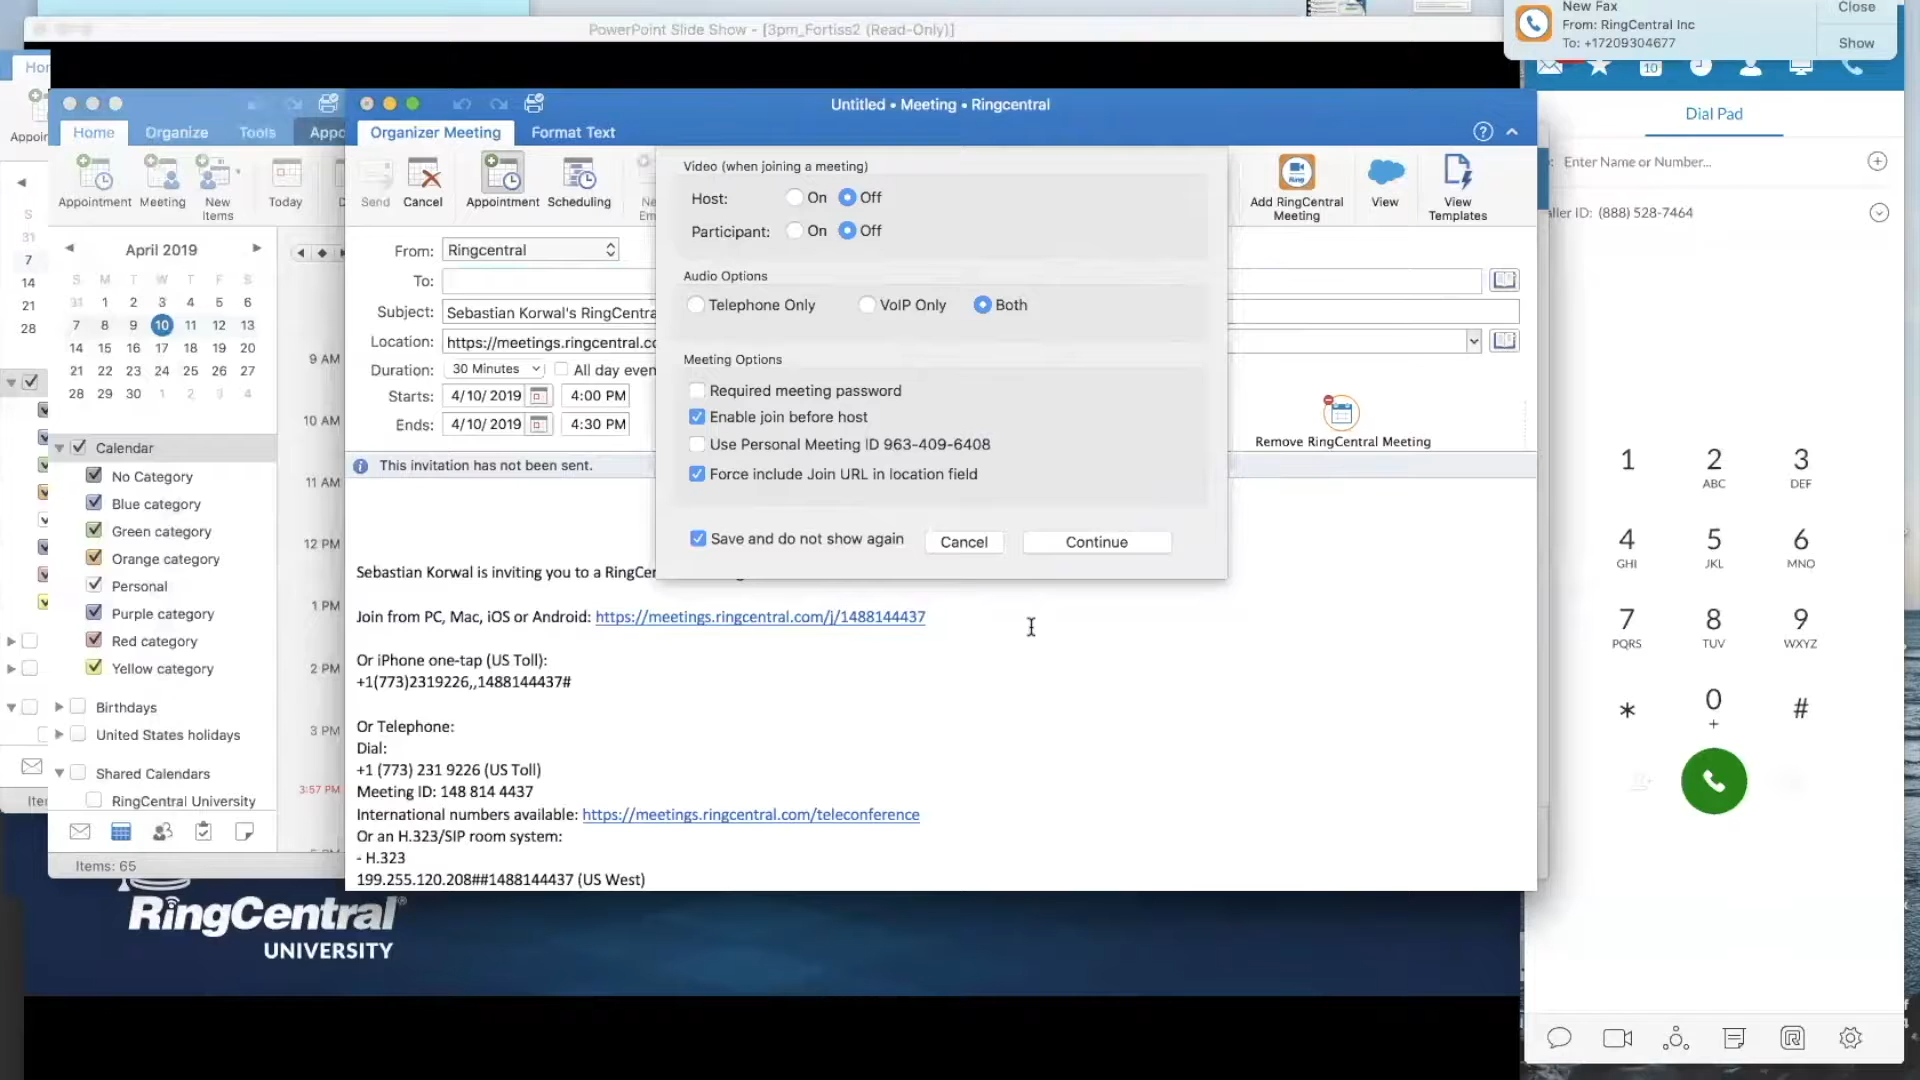 PowerPoint Slide Show - [3pm_Fortiss2 (Read-Only)]
New Fax
From: RingCentral Inc
To: +17209304677
Close
Show
Untitled • Meeting • Ringcentral
Home
Organize
Tools
Appo
Organizer Meeting
Format Text
Appointment
Meeting
New
Items
Today
Send
Cancel
Appointment
Scheduling
Add RingCentral
Meeting
View
View
Templates
From:
Ringcentral
To:
Subject:
Sebastian Korwal's RingCentra
Location:
https://meetings.ringcentral.co
Duration:
30 Minutes
All day even
Starts:
4/10/2019
4:00 PM
Ends:
4/10/2019
4:30 PM
This invitation has not been sent.
Remove RingCentral Meeting
Video (when joining a meeting)
Host:
On
Off
Participant:
On
Off
Audio Options
Telephone Only
VoIP Only
Both
Meeting Options
Required meeting password
Enable join before host
Use Personal Meeting ID 963-409-6408
Force include Join URL in location field
Save and do not show again
Cancel
Continue
Sebastian Korwal is inviting you to a RingCe
Join from PC, Mac, iOS or Android: https://meetings.ringcentral.com/j/1488144437
Or iPhone one-tap (US Toll):
+1(773)2319226,,1488144437#
Or Telephone:
Dial:
+1 (773) 231 9226 (US Toll)
Meeting ID: 148 814 4437
International numbers available: https://meetings.ringcentral.com/teleconference
Or an H.323/SIP room system:
- H.323
199.255.120.208##1488144437 (US West)
April 2019
S M T W T F S
31 1 2 3 4 5 6
7 8 9 10 11 12 13
14 15 16 17 18 19 20
21 22 23 24 25 26 27
28 29 30 1 2 3 4
Calendar
No Category
Blue category
Green category
Orange category
Personal
Purple category
Red category
Yellow category
Birthdays
United States holidays
Shared Calendars
RingCentral University
Items: 65
9 AM
10 AM
11 AM
12 PM
1 PM
2 PM
3 PM
3:57 PM
Hor
Appoin
S
31
7
14
21
28
Iter
RingCentral®
UNIVERSITY
10
Dial Pad
Enter Name or Number...
aller ID: (888) 528-7464
1
2
ABC
3
DEF
4
GHI
5
JKL
6
MNO
7
PQRS
8
TUV
9
WXYZ
*
0
+
#